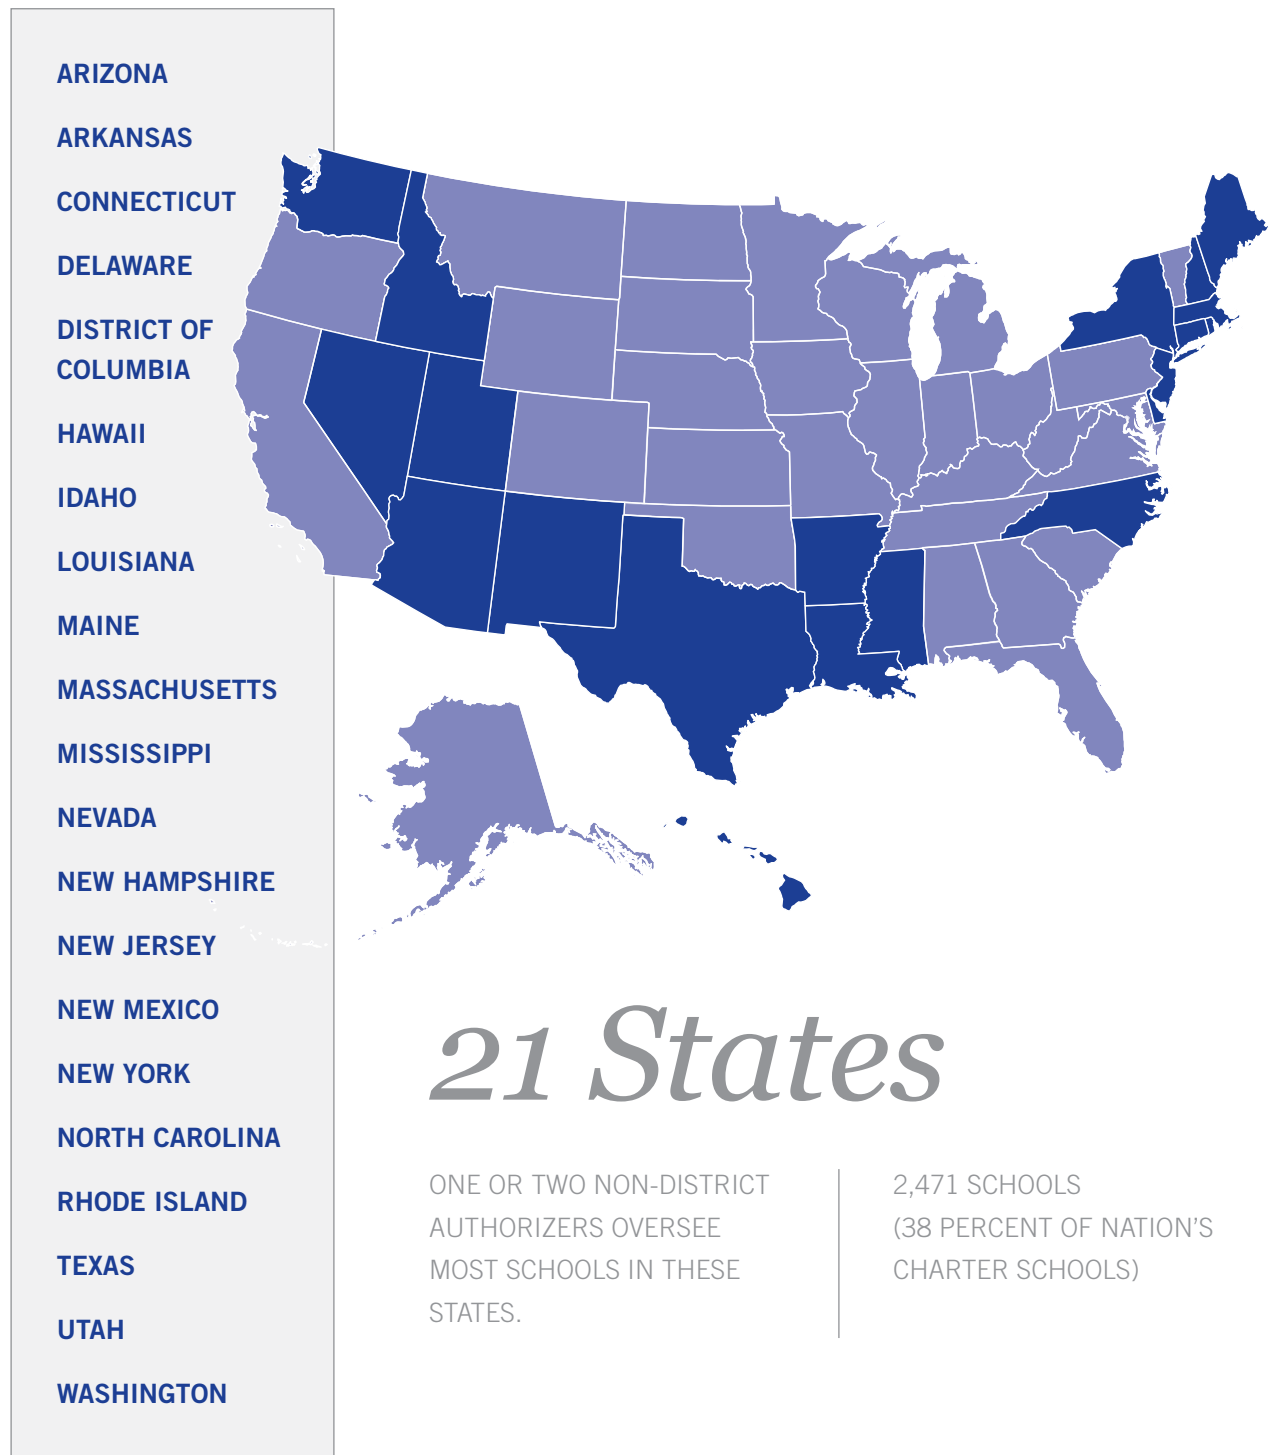 ARIZONA
ARKANSAS
CONNECTICUT
DELAWARE
DISTRICT OF
COLUMBIA
HAWAII
IDAHO
LOUISIANA
MAINE
MASSACHUSETTS
MISSISSIPPI
NEVADA
NEW HAMPSHIRE
NEW JERSEY
NEW MEXICO
NEW YORK
NORTH CAROLINA
RHODE ISLAND
TEXAS
UTAH
WASHINGTON
21 States
ONE OR TWO NON-DISTRICT
AUTHORIZERS OVERSEE
MOST SCHOOLS IN THESE
STATES.
2,471 SCHOOLS
(38 PERCENT OF NATION'S
CHARTER SCHOOLS)